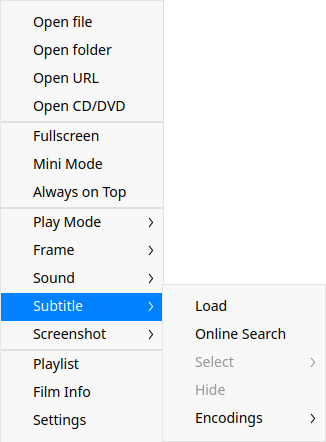 Open file
Open folder
Open URL
Open CD/DVD
Fullscreen
Mini Mode
Always on Top
Play Mode
Frame
Sound
Subtitle
Screenshot
Playlist
Film Info
Settings
Load
Online Search
Select
Hide
Encodings